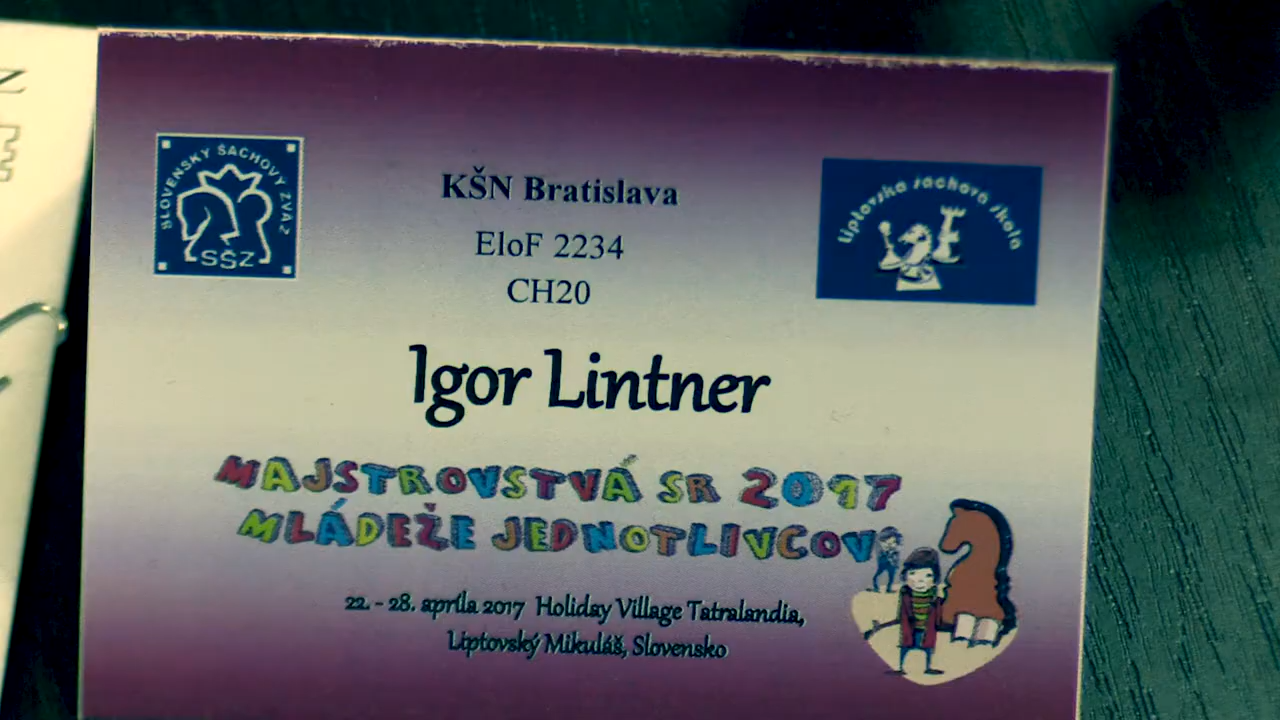 SLOVENSKÝ ŠACHOVÝ ZVÄZ
SŠZ
KŠN Bratislava
EloF 2234
CH20
Liptovská šachová škola
Igor Lintner
MAJSTROVSTVÁ SR 2017
MLÁDEŽE JEDNOTLIVCOV
22. - 28. apríla 2017 Holiday Village Tatralandia,
Liptovský Mikuláš, Slovensko